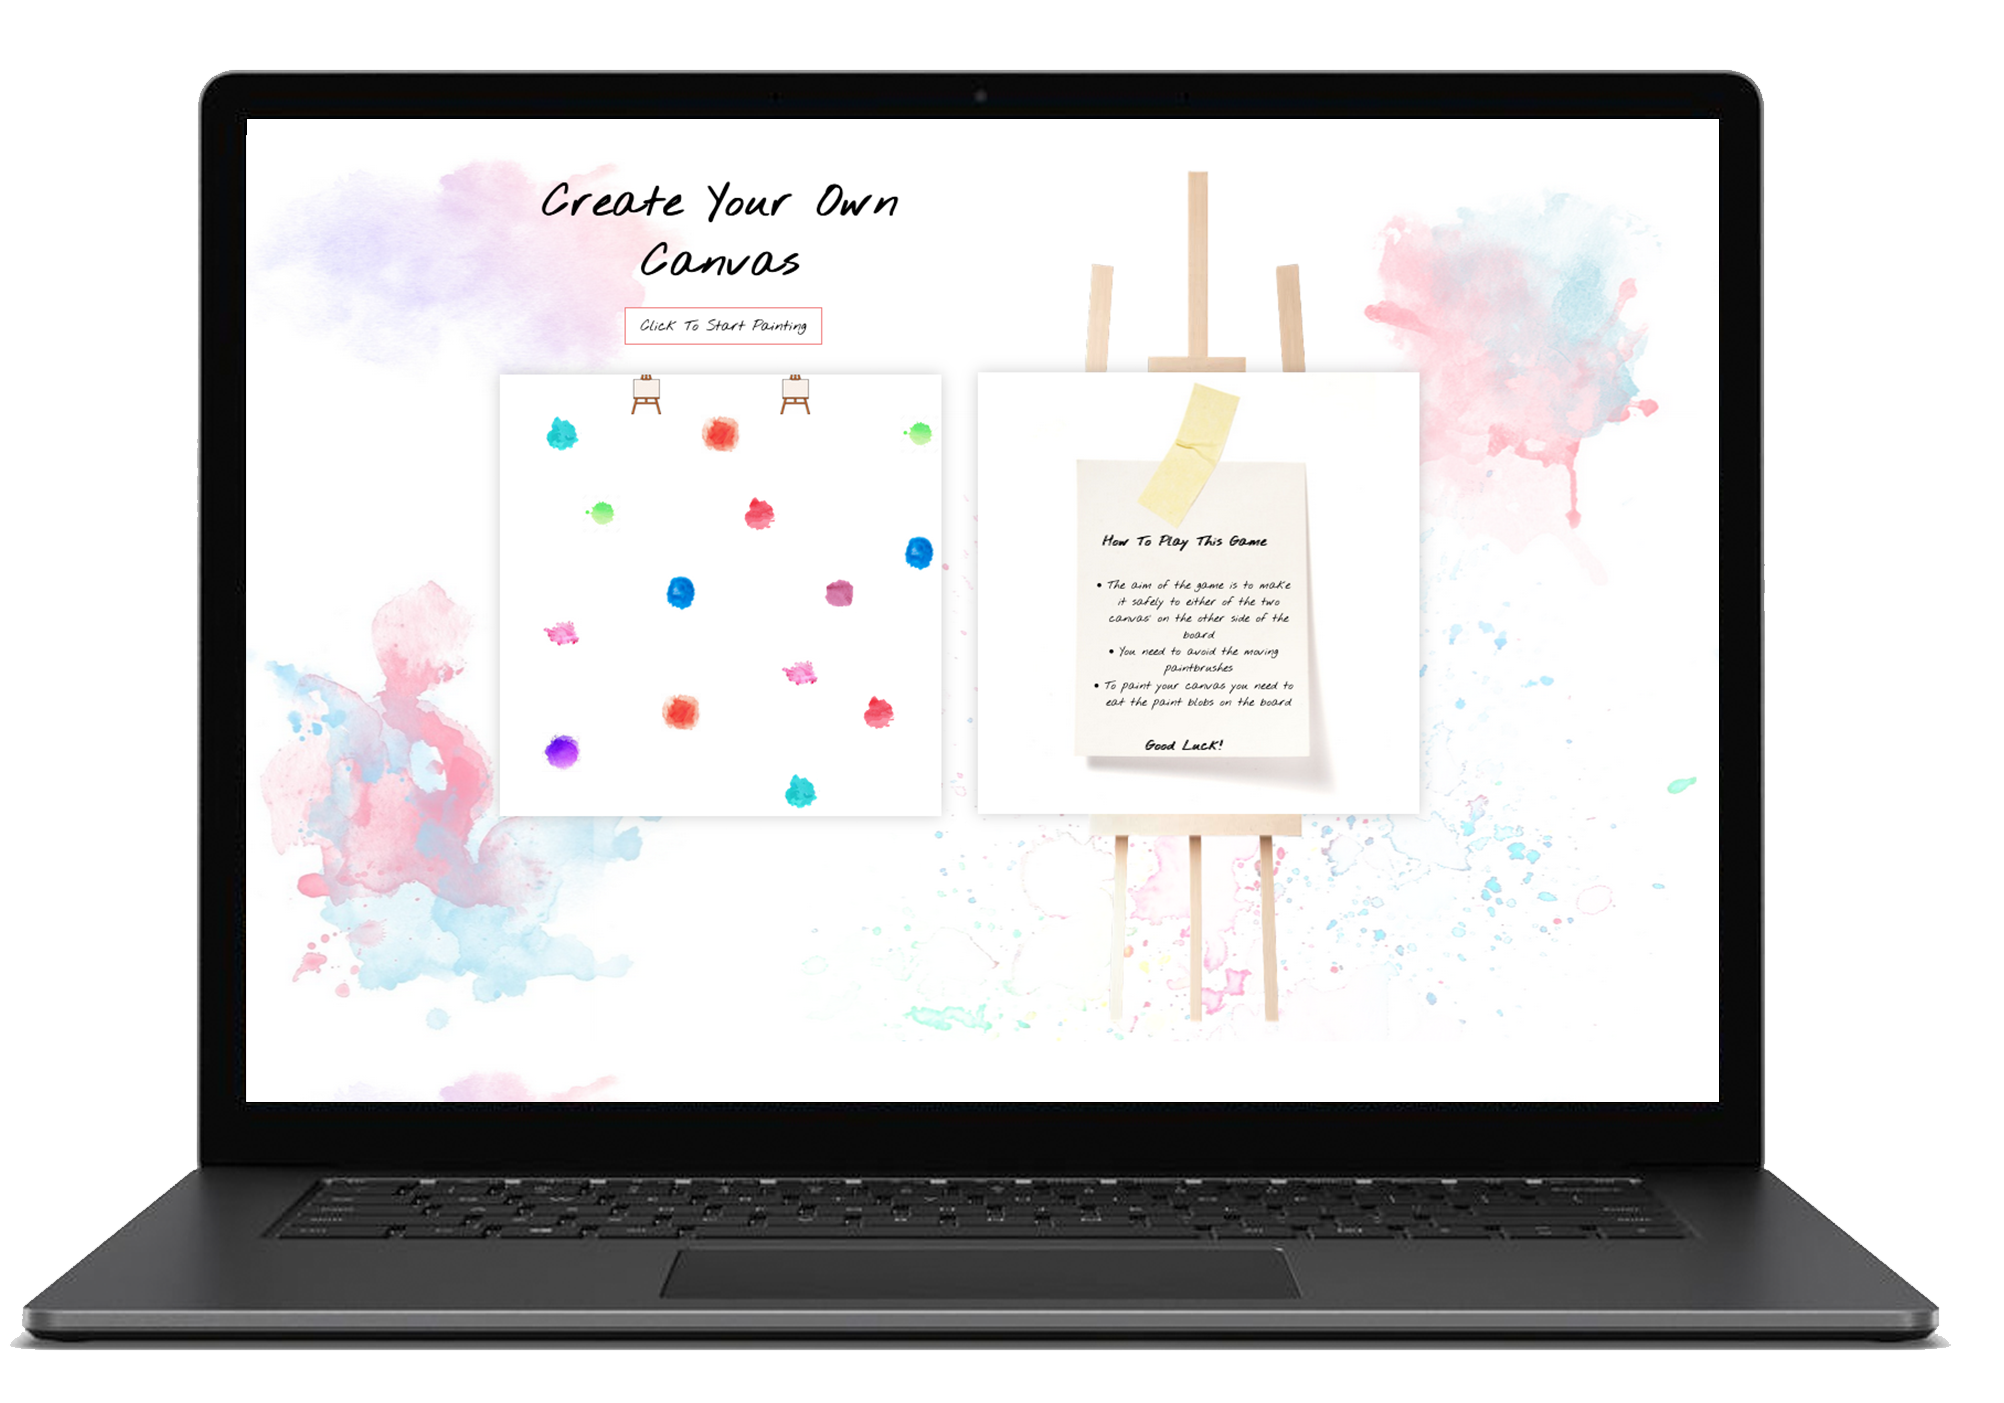 Create Your Own
Canvas
Click To Start Painting
How To Play This Game
• The aim of the game is to make
it safely to either of the two
canvas' on the other side of the
board
• You need to avoid the moving
paintbrushes
• To paint your canvas you need to
eat the paint blobs on the board
Good Luck!